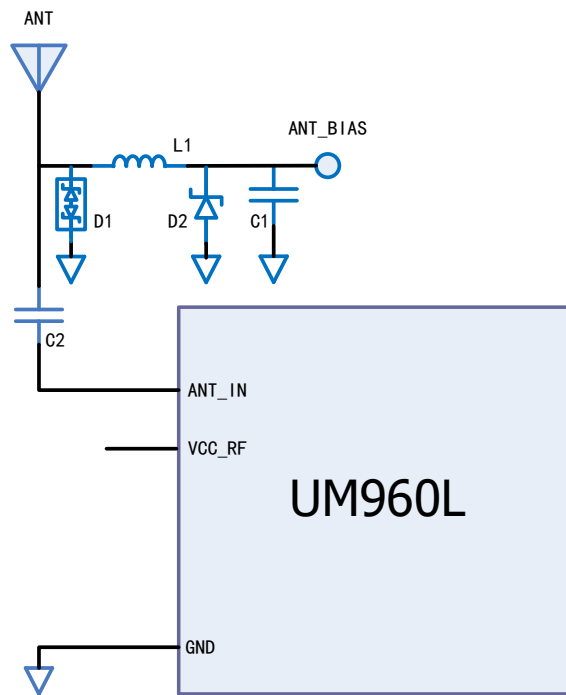 ANT
ANT_BIAS
L1
D1
D2
C1
C2
ANT_IN
VCC_RF
UM960L
GND